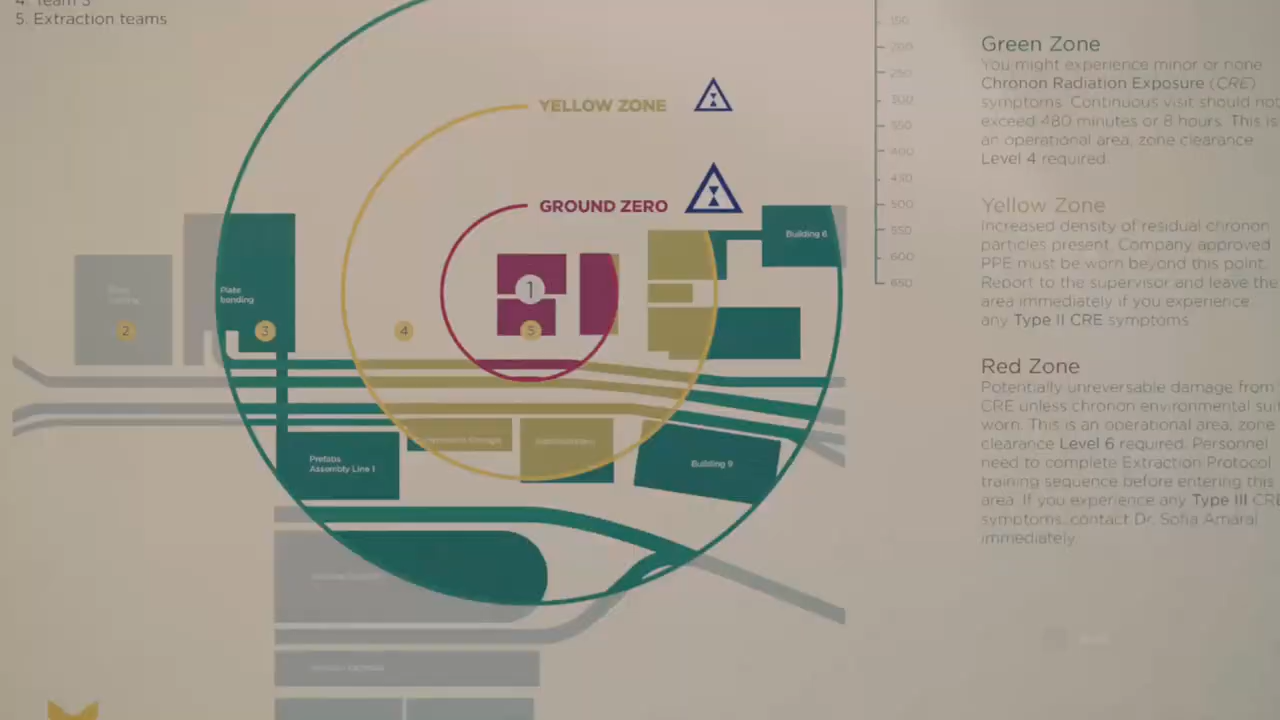 4. Team 3
5. Extraction teams
YELLOW ZONE
GROUND ZERO
150
200
250
300
350
400
450
500
550
600
650
Building 6
Plate
bending
1
2
3
4
5
Prefabs
Assembly Line 1
Building 9
Green Zone
You might experience minor or none
Chronon Radiation Exposure (CRE)
symptoms. Continuous visit should not
exceed 480 minutes or 8 hours. This is
an operational area, zone clearance
Level 4 required.
Yellow Zone
Increased density of residual chronon
particles present. Company approved
PPE must be worn beyond this point.
Report to the supervisor and leave the
area immediately if you experience
any Type II CRE symptoms
Red Zone
Potentially unreversable damage from
CRE unless chronon environmental suit
worn. This is an operational area, zone
clearance Level 6 required. Personnel
need to complete Extraction Protocol
training sequence before entering this
area. If you experience any Type III CRE
symptoms, contact Dr. Sofia Amaral
immediately.